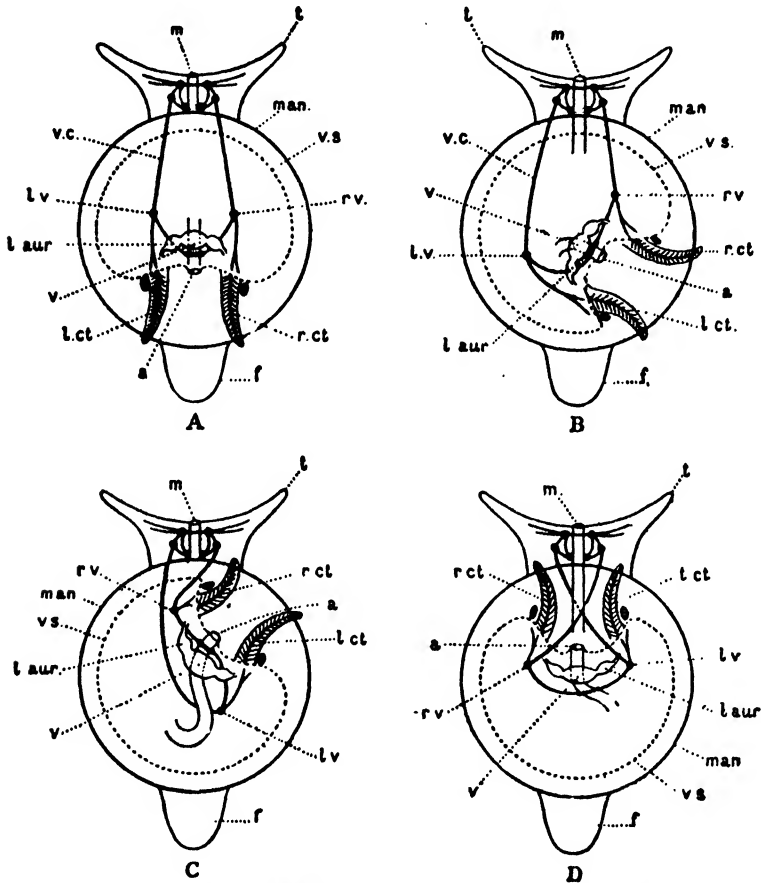 m
t
man.
v.c
v.s
l v
r v.
l aur
v
l.ct
r.ct
a
f
A
t
m
man
v.c.
v s.
v
r v
l.v.
r.ct
a
l aur
l ct.
f.
B
m
t
r v.
r ct
man
a
v s.
l ct
l aur
v
l v
f
C
m.
t
r ct
l ct
a
l v
r v
l aur
v
man
v s
f
D